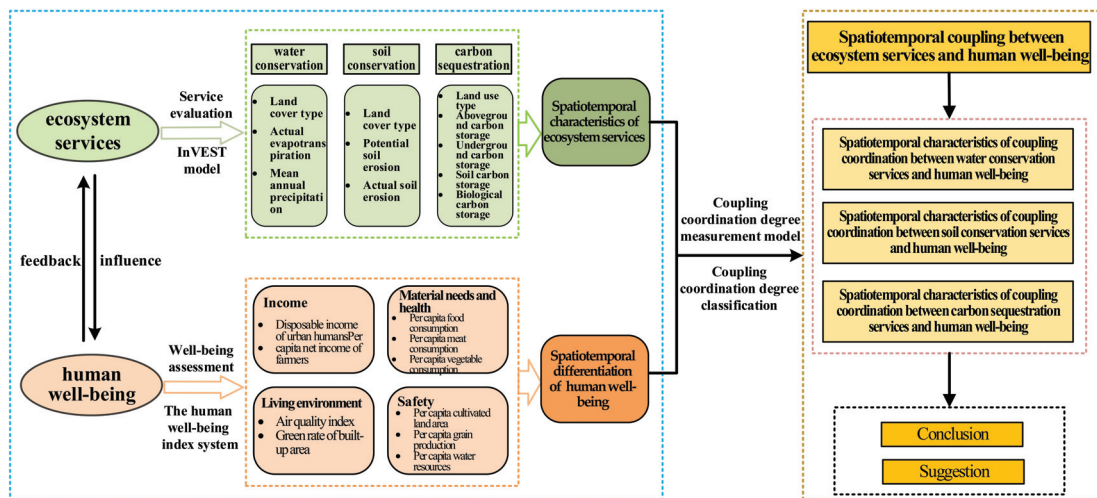 water
conservation
soil
conservation
carbon
sequestration
ecosystem
services
Service
evaluation
InVEST
model
Land
cover type
Actual
evapotrans
piration
Mean
annual
precipitati
on
Land
cover type
Potential
soil
erosion
Actual soil
erosion
Land use
type
Abovegrou
nd carbon
storage
Undergrou
nd carbon
storage
Soil carbon
storage
Biological
carbon
storage
Spatiotemporal
characteristics of
ecosystem services
feedback
influence
human
well-being
Well-being
assessment
The human
well-being
index system
Income
Disposable income
of urban humansPer
capita net income of
farmers
Material needs and
health
Per capita food
consumption
Per capita meat
consumption
Per capita vegetable
consumption
Living environment
Air quality index
Green rate of built-
up area
Safety
Per capita cultivated
land area
Per capita grain
production
Per capita water
resources
Spatiotemporal
differentiation
of human well-
being
Coupling
coordination degree
measurement model
Coupling
coordination degree
classification
Spatiotemporal coupling between
ecosystem services and human well-being
Spatiotemporal characteristics of coupling
coordination between water conservation
services and human well-being
Spatiotemporal characteristics of coupling
coordination between soil conservation services
and human well-being
Spatiotemporal characteristics of coupling
coordination between carbon sequestration
services and human well-being
Conclusion
Suggestion